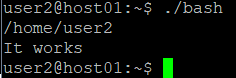 user2@host01:~$ ./bash
/home/user2
It works
user2@host01:~$